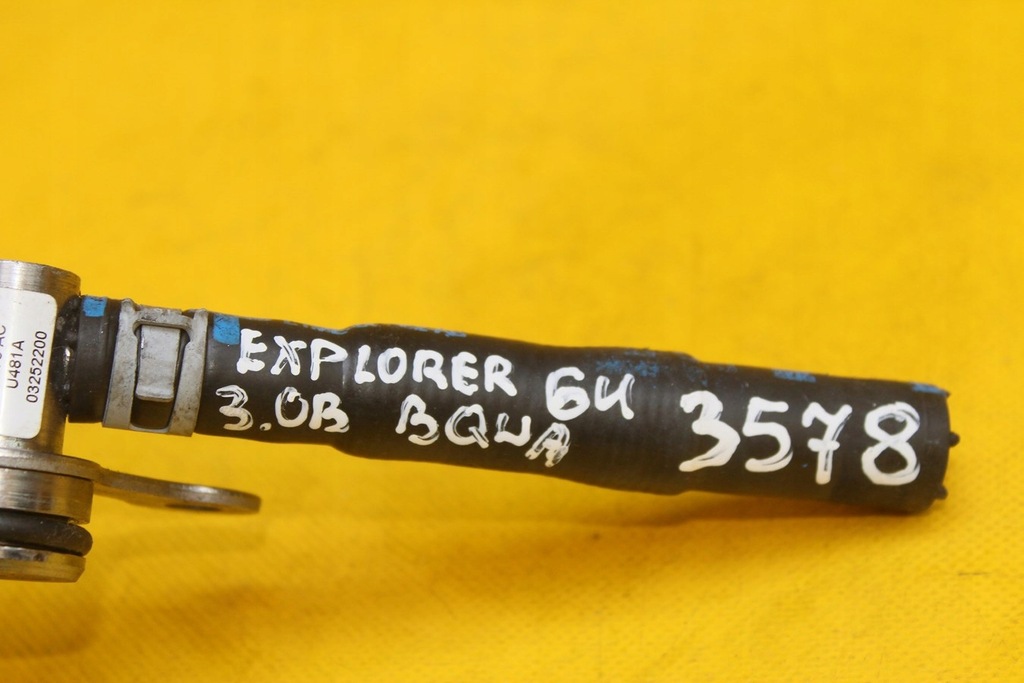 U481A
03252200
EXPLORER 6U 3578
3.0B BQUA